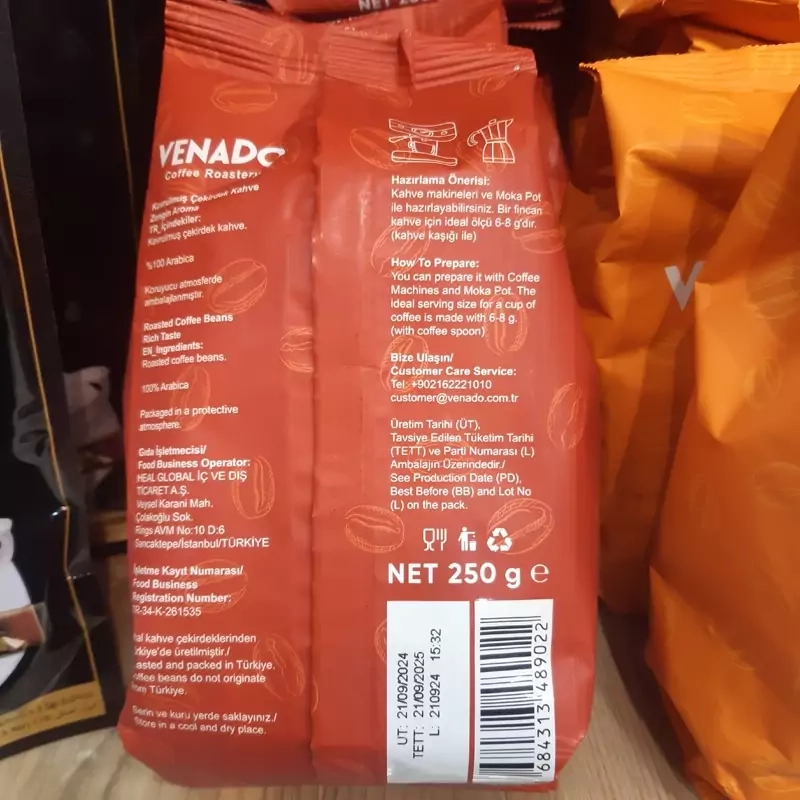 NET 250
VENADO
Coffee Roastery
Kavrulmuş Çekirdek Kahve
Zengin Aroma
TR_İçindekiler:
Kavrulmuş çekirdek kahve.
%100 Arabica
Koruyucu atmosferde
ambalajlanmıştır.
Roasted Coffee Beans
Rich Taste
EN_Ingredients:
Roasted coffee beans.
100% Arabica
Packaged in a protective
atmosphere.
Gıda İşletmecisi/
Food Business Operator:
HEAL GLOBAL İÇ VE DIŞ
TİCARET A.Ş.
Veysel Karani Mah.
Çolakoğlu Sok.
Rings AVM No:10 D:6
Sancaktepe/İstanbul/TÜRKİYE
İşletme Kayıt Numarası/
Food Business
Registration Number:
TR-34-K-261535
kahve çekirdeklerinden
üretilmiştir./
and packed in Türkiye.
beans do not originate
Türkiye.
Serin ve kuru yerde saklayınız./
Store in a cool and dry place.
Hazırlama Önerisi:
Kahve makineleri ve Moka Pot
ile hazırlayabilirsiniz. Bir fincan
kahve için ideal ölçü 6-8 g'dır.
(kahve kaşığı ile)
How To Prepare:
You can prepare it with Coffee
Machines and Moka Pot. The
ideal serving size for a cup of
coffee is made with 6-8 g.
(with coffee spoon)
Bize Ulaşın/
Customer Care Service:
Tel: +902162221010
customer@venado.com.tr
Üretim Tarihi (ÜT),
Tavsiye Edilen Tüketim Tarihi
(TETT) ve Parti Numarası (L)
Ambalajın Üzerindedir./
See Production Date (PD),
Best Before (BB) and Lot No
(L) on the pack.
NET 250 g e
ÜT: 21/09/2024
TETT: 21/09/2025
L: 210924 15:32
6 84313 489022
V